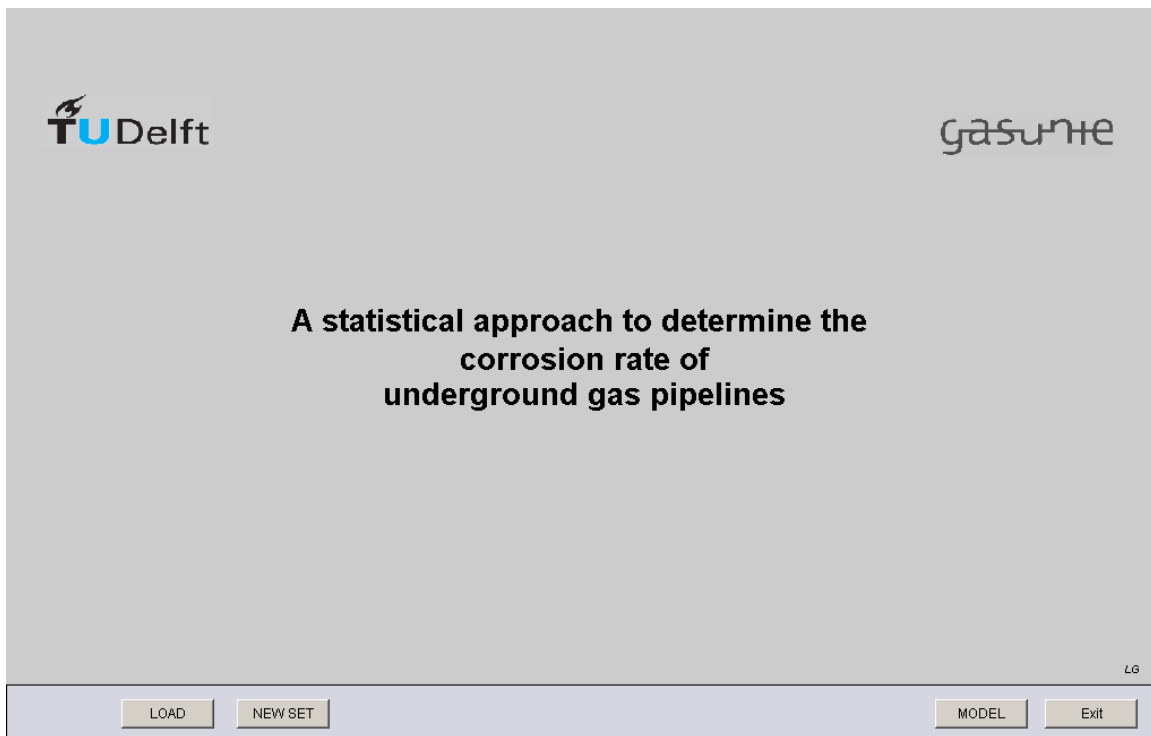 TUDelft
gasunie
A statistical approach to determine the
corrosion rate of
underground gas pipelines
LG
LOAD
NEW SET
MODEL
Exit